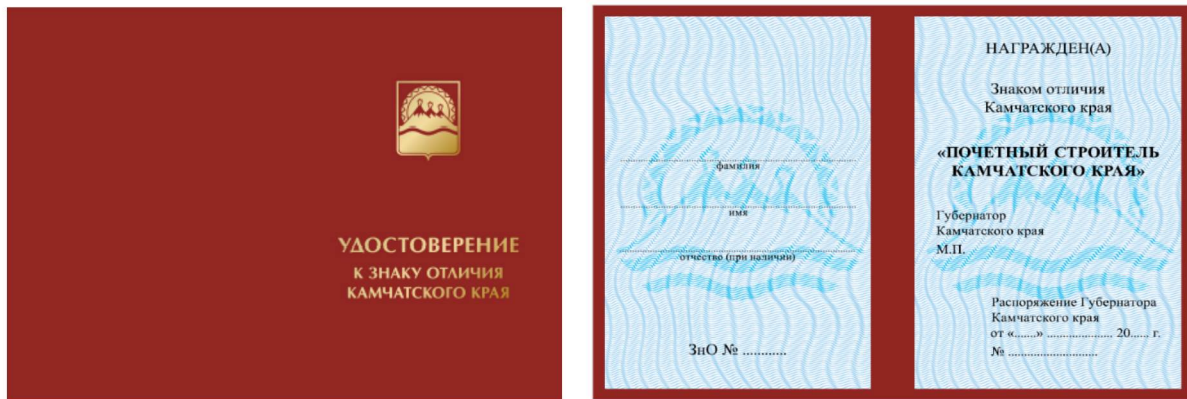 УДОСТОВЕРЕНИЕ
К ЗНАКУ ОТЛИЧИЯ
КАМЧАТСКОГО КРАЯ
фамилия
имя
отчество (при наличии)
ЗнО № ............
НАГРАЖДЕН(А)
Знаком отличия
Камчатского края
«ПОЧЕТНЫЙ СТРОИТЕЛЬ
КАМЧАТСКОГО КРАЯ»
Губернатор
Камчатского края
М.П.
Распоряжение Губернатора
Камчатского края
от «......» ...................... 20...... г.
№ ..............................